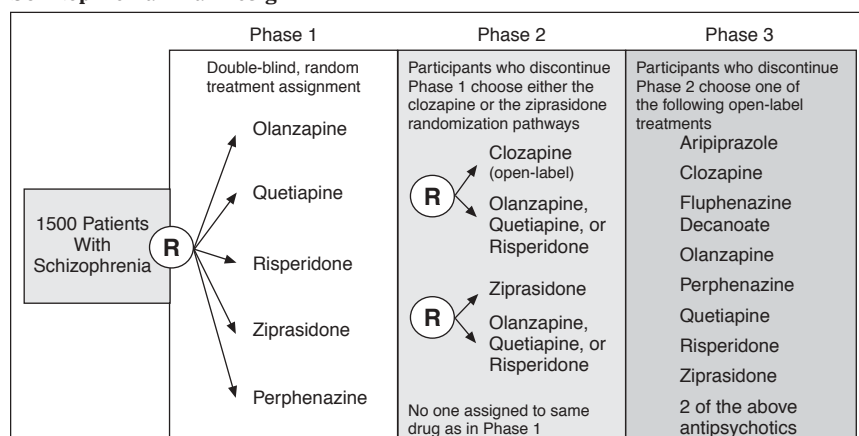 Phase 1
Phase 2
Phase 3
Double-blind, random
treatment assignment
Participants who discontinue
Phase 1 choose either the
clozapine or the ziprasidone
randomization pathways
Participants who discontinue
Phase 2 choose one of
the following open-label
treatments
1500 Patients
With
Schizophrenia
R
Olanzapine
Quetiapine
Risperidone
Ziprasidone
Perphenazine
R
Clozapine
(open-label)
Olanzapine,
Quetiapine, or
Risperidone
R
Ziprasidone
Olanzapine,
Quetiapine, or
Risperidone
No one assigned to same
drug as in Phase 1
Aripiprazole
Clozapine
Fluphenazine
Decanoate
Olanzapine
Perphenazine
Quetiapine
Risperidone
Ziprasidone
2 of the above
antipsychotics